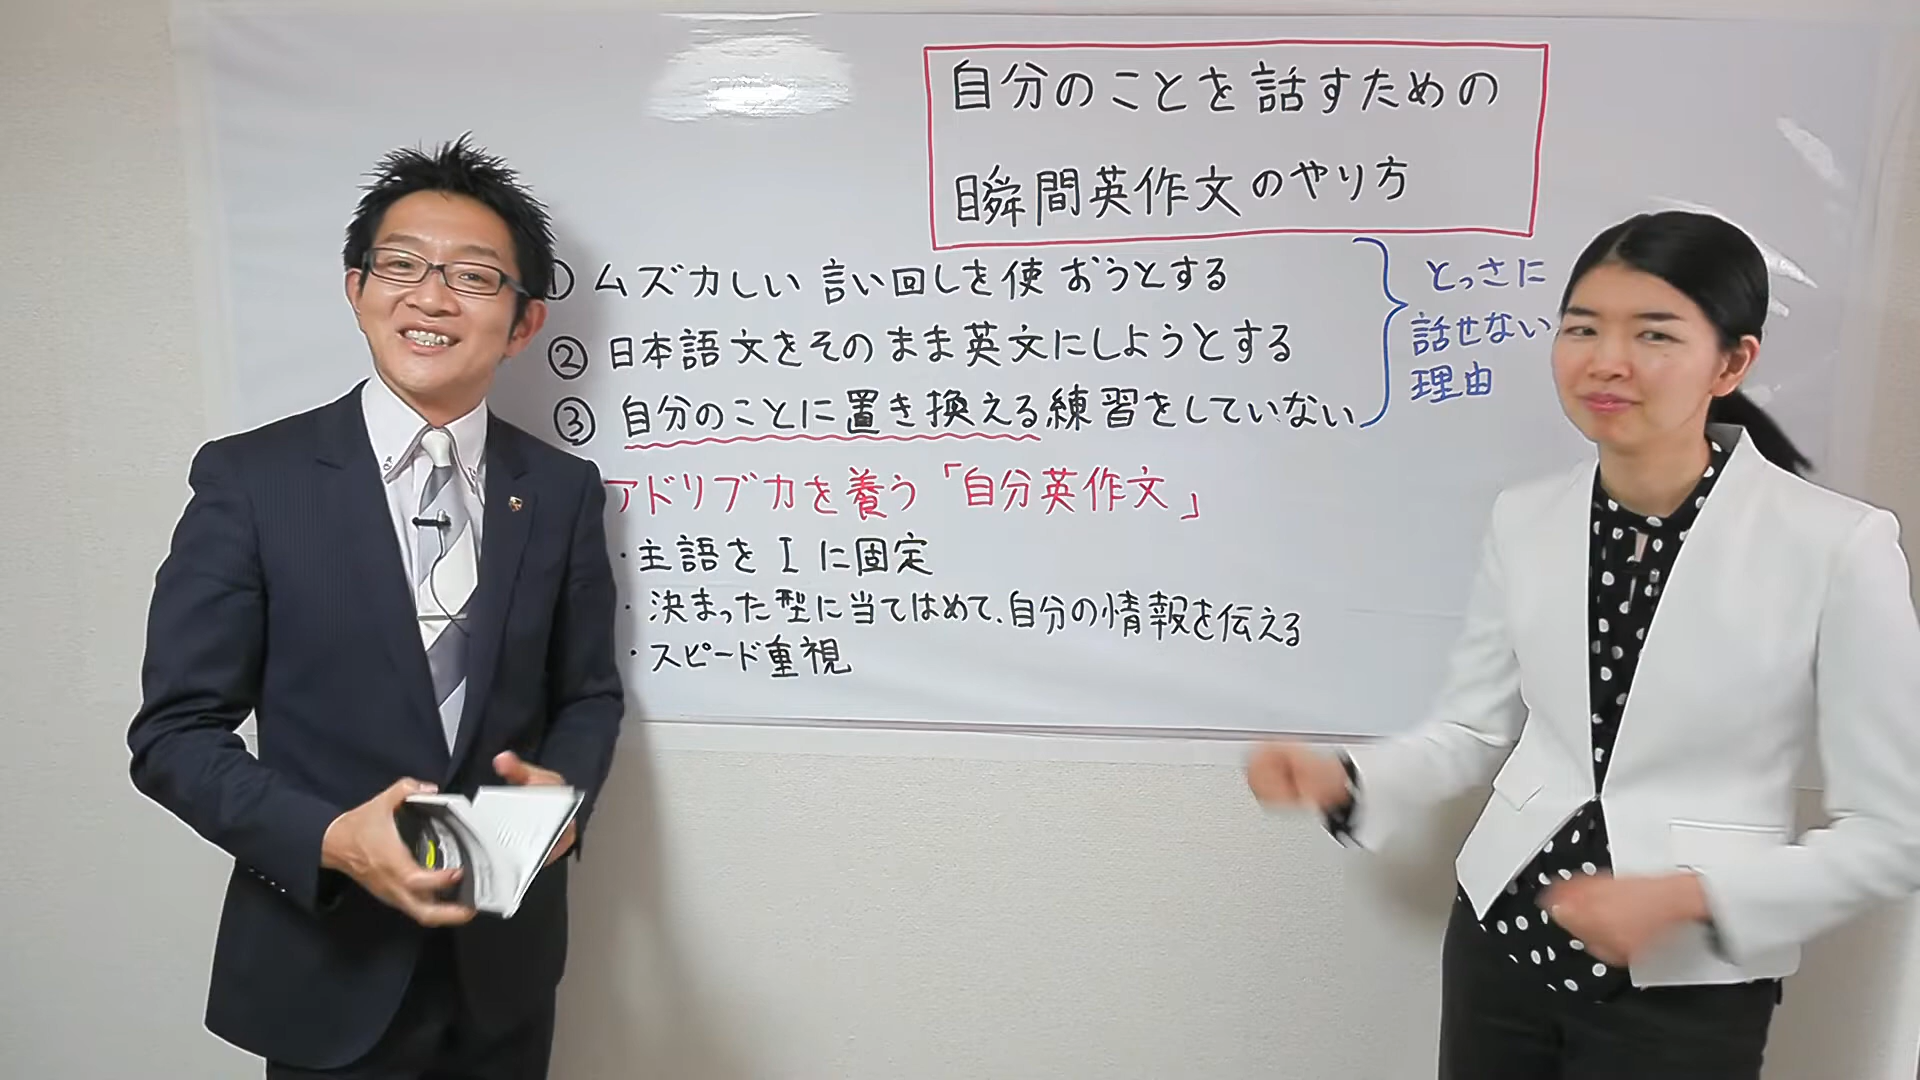 自分のことを話すための
瞬間英作文のやり方
① ムズカしい言い回しを使おうとする
② 日本語文をそのまま英文にしようとする
③ 自分のことに置き換える練習をしていない
とっさに
話せない
理由
アドリブ力を養う「自分英作文」
・主語をIに固定
・決まった型に当てはめて、自分の情報を伝える
・スピード重視